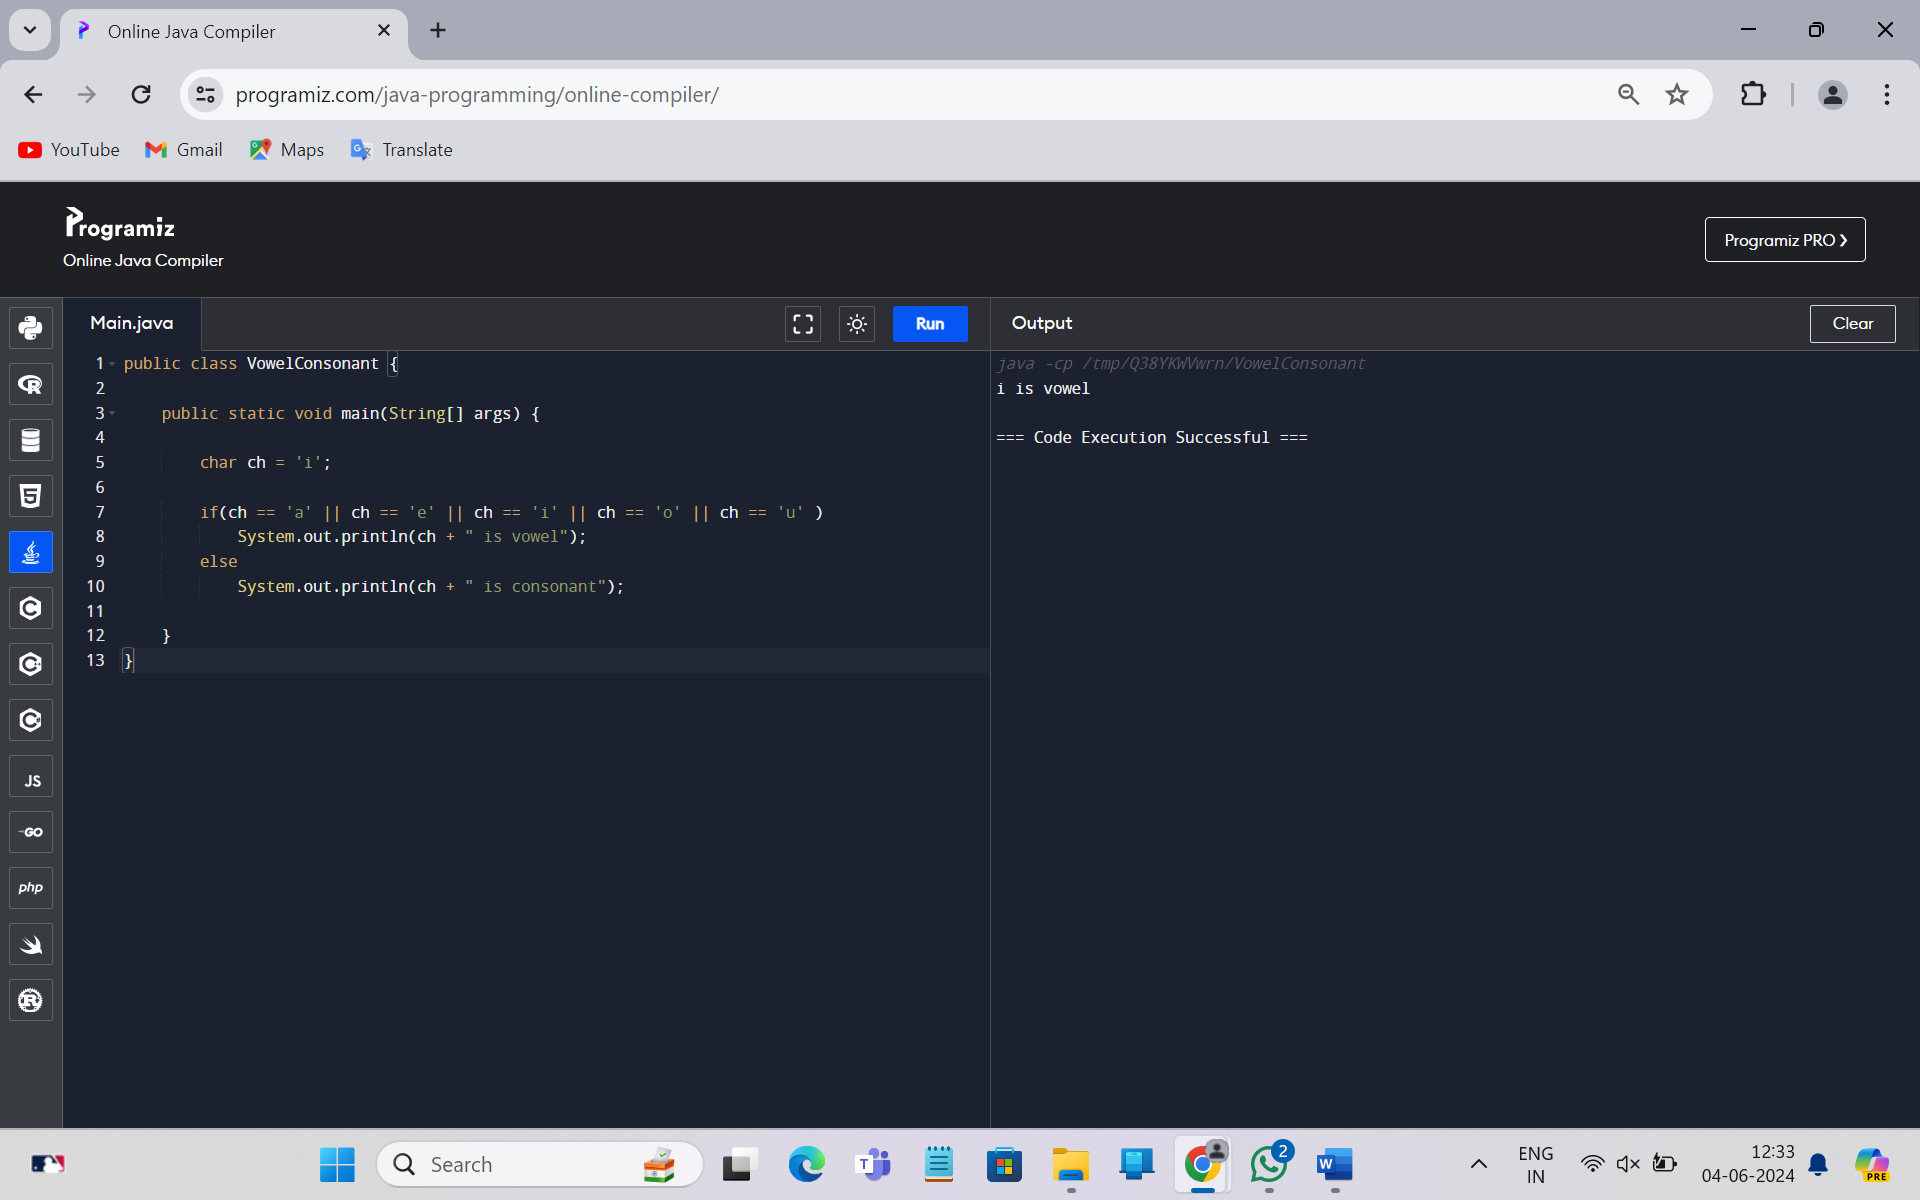 Online Java Compiler
programiz.com/java-programming/online-compiler/
YouTube Gmail Maps Translate
Programiz
Online Java Compiler
Programiz PRO ❯
Main.java
Run
Output
Clear
1 public class VowelConsonant {
2
3     public static void main(String[] args) {
4
5         char ch = 'i';
6
7         if(ch == 'a' || ch == 'e' || ch == 'i' || ch == 'o' || ch == 'u' )
8             System.out.println(ch + " is vowel");
9         else
10             System.out.println(ch + " is consonant");
11
12     }
13 }
java -cp /tmp/Q38YKWVwrn/VowelConsonant
i is vowel
=== Code Execution Successful ===
JS
GO
php
Search
2
ENG
IN
12:33
04-06-2024
PRE